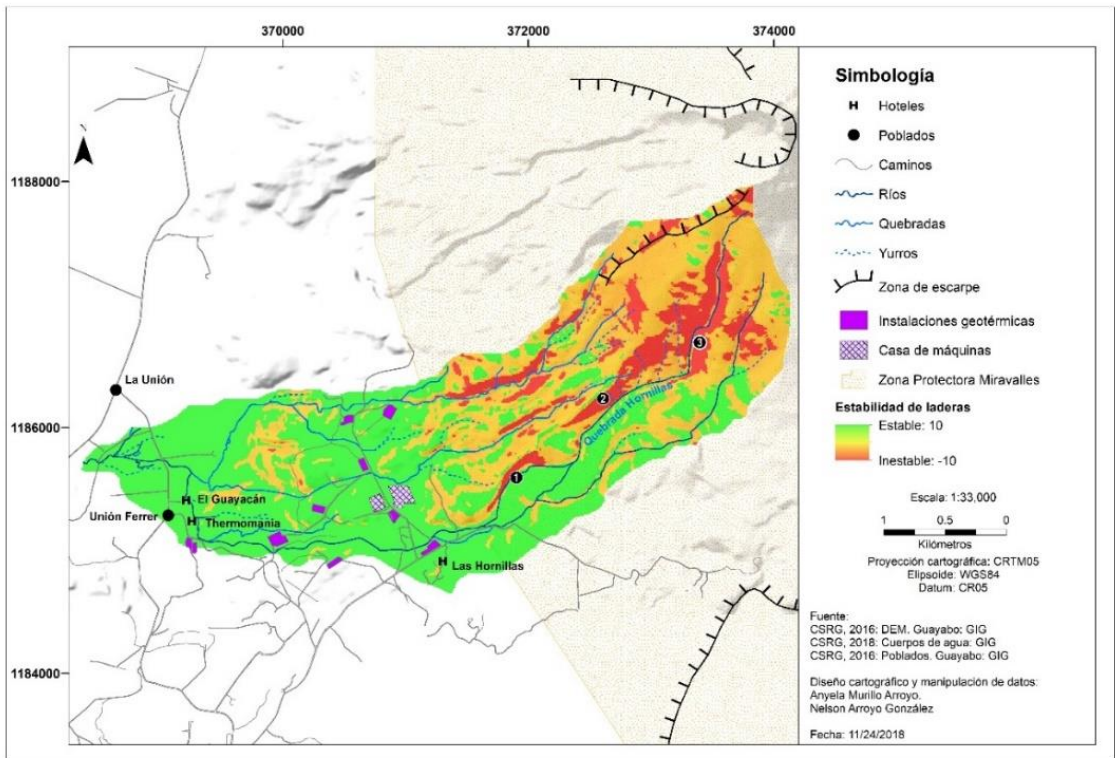 370000
372000
374000
1188000
1186000
1184000
La Unión
Unión Ferrer
H El Guayacán
H Thermomanía
H Las Hornillas
Quebrada Hornillas
1
2
3
Simbología
H Hoteles
Poblados
Caminos
Ríos
Quebradas
Yurros
Zona de escarpe
Instalaciones geotérmicas
Casa de máquinas
Zona Protectora Miravalles
Estabilidad de laderas
Estable: 10
Inestable: -10
Escala: 1:33,000
1 0.5 0
Kilómetros
Proyección cartográfica: CRTM05
Elipsoide: WGS84
Datum: CR05
Fuente:
CSRG, 2016: DEM. Guayabo: GIG
CSRG, 2018: Cuerpos de agua: GIG
CSRG, 2016: Poblados. Guayabo: GIG
Diseño cartográfico y manipulación de datos:
Anyela Murillo Arroyo.
Nelson Arroyo González
Fecha: 11/24/2018